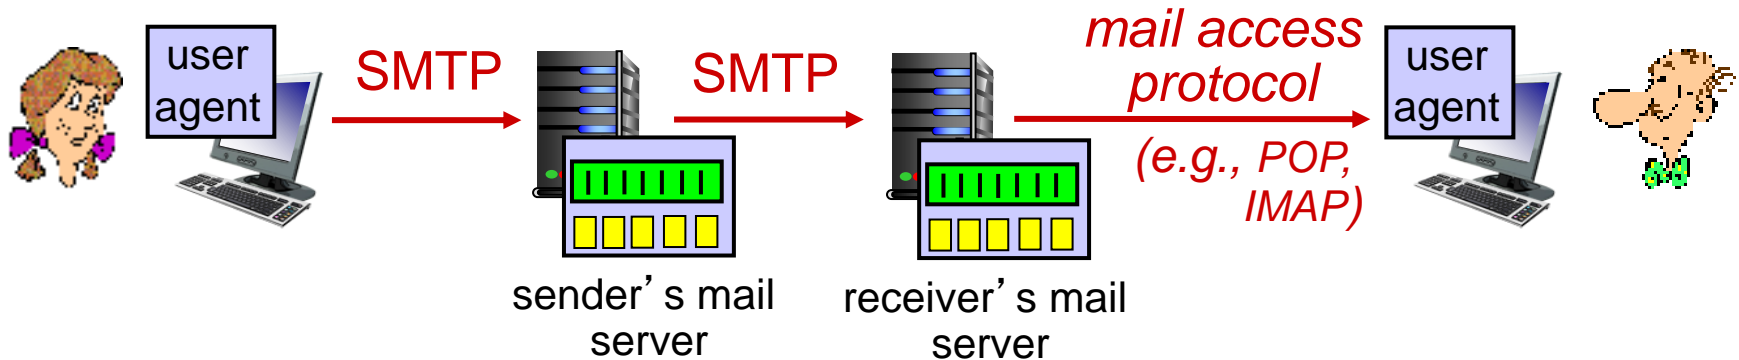 user
agent
SMTP
SMTP
mail access
protocol
(e.g., POP,
IMAP)
user
agent
sender’s mail
server
receiver’s mail
server